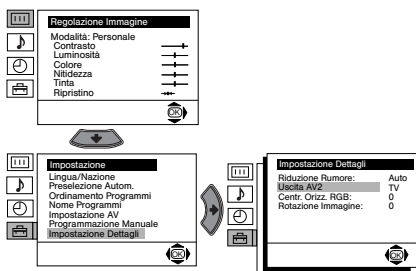 Regolazione Immagine
Modalità: Personale
Contrasto
Luminosità
Colore
Nitidezza
Tinta
Ripristino
OK
Impostazione
Lingua/Nazione
Preselezione Autom.
Ordinamento Programmi
Nome Programmi
Impostazione AV
Programmazione Manuale
Impostazione Dettagli
OK
Impostazione Dettagli
Riduzione Rumore: Auto
Uscita AV2 TV
Centr. Orizz. RGB: 0
Rotazione Immagine: 0
OK